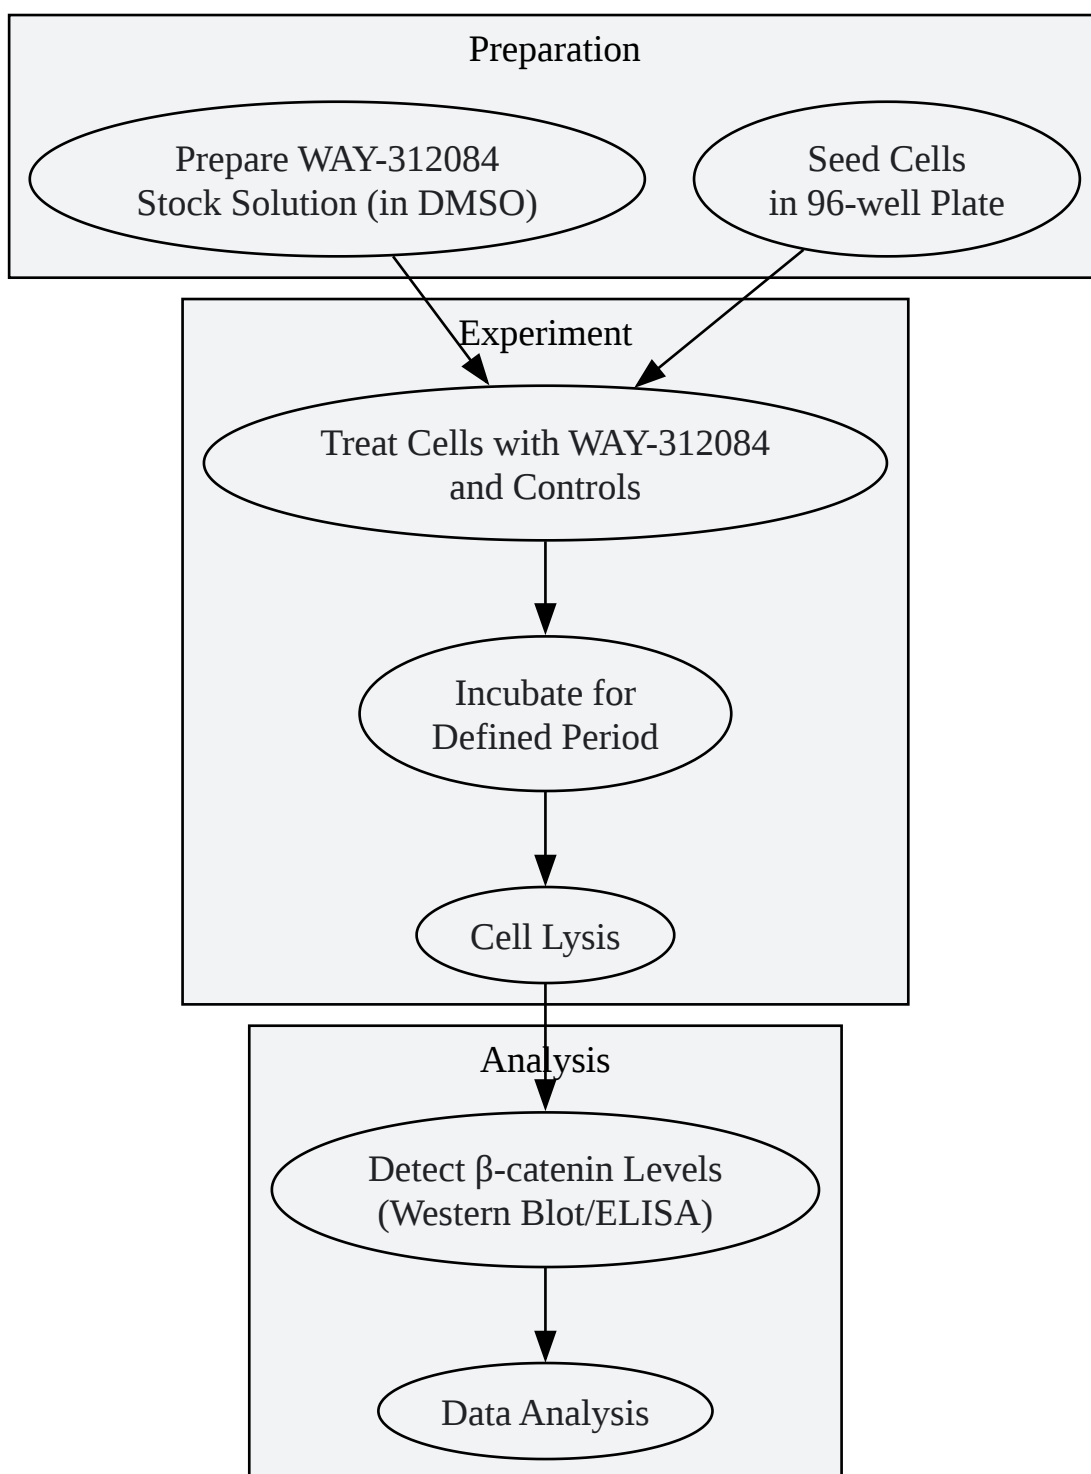 Preparation
Prepare WAY-312084
Stock Solution (in DMSO)
Seed Cells
in 96-well Plate
Experiment
Treat Cells with WAY-312084
and Controls
Incubate for
Defined Period
Cell Lysis
Analysis
Detect β-catenin Levels
(Western Blot/ELISA)
Data Analysis